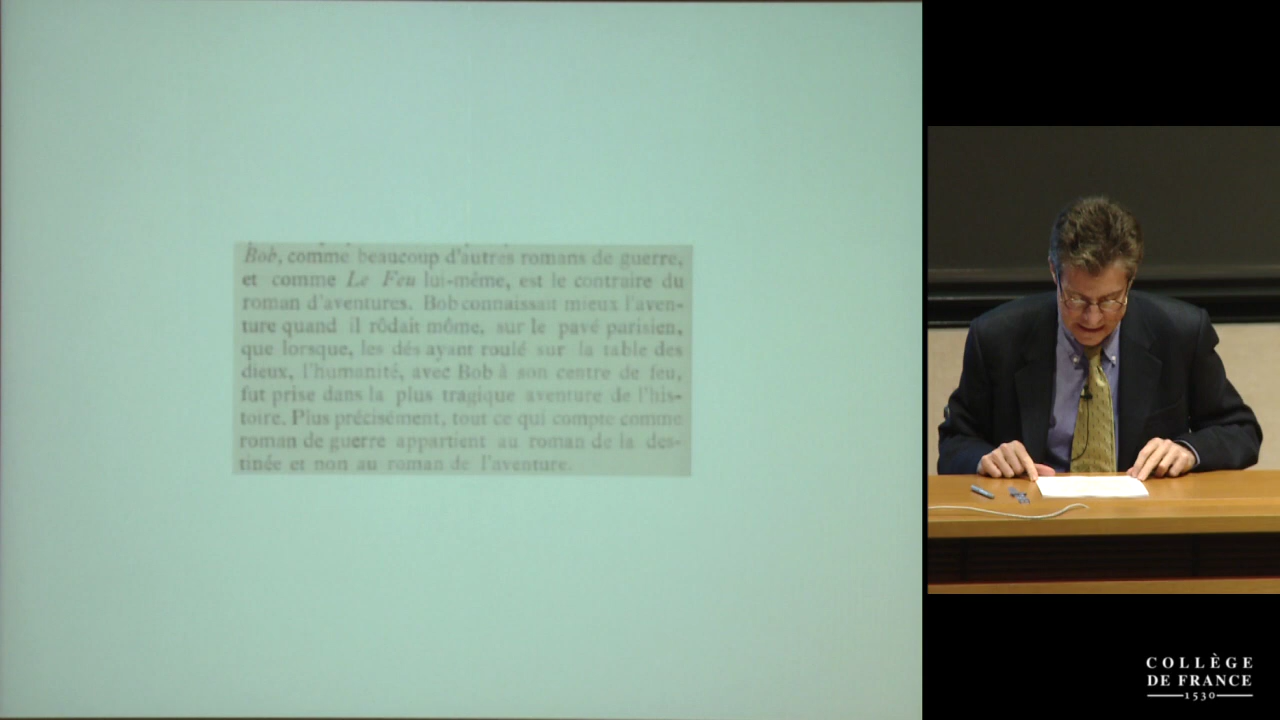 Bob, comme beaucoup d'autres romans de guerre,
et comme Le Feu lui-même, est le contraire du
roman d'aventures. Bob connaissait mieux l'aven-
ture quand il rôdait môme, sur le pavé parisien,
que lorsque, les dés ayant roulé sur la table des
dieux, l'humanité, avec Bob à son centre de feu,
fut prise dans la plus tragique aventure de l'his-
toire. Plus précisément, tout ce qui compte comme
roman de guerre appartient au roman de la des-
tinée et non au roman de l'aventure.
COLLÈGE
DE FRANCE
1530